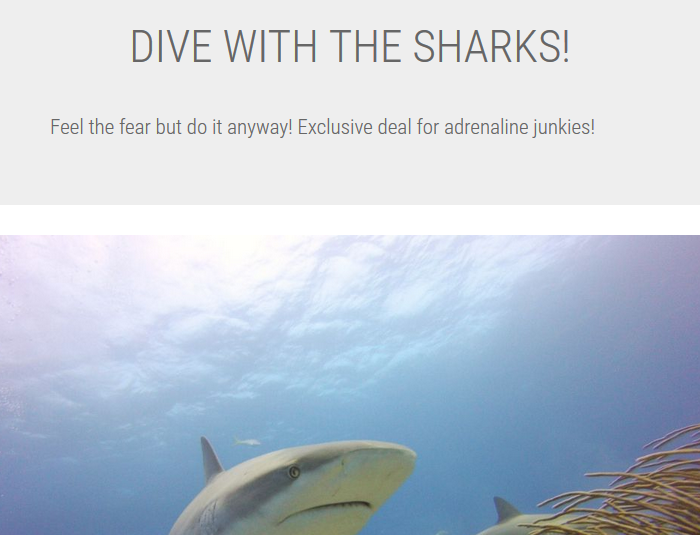 DIVE WITH THE SHARKS!
Feel the fear but do it anyway! Exclusive deal for adrenaline junkies!